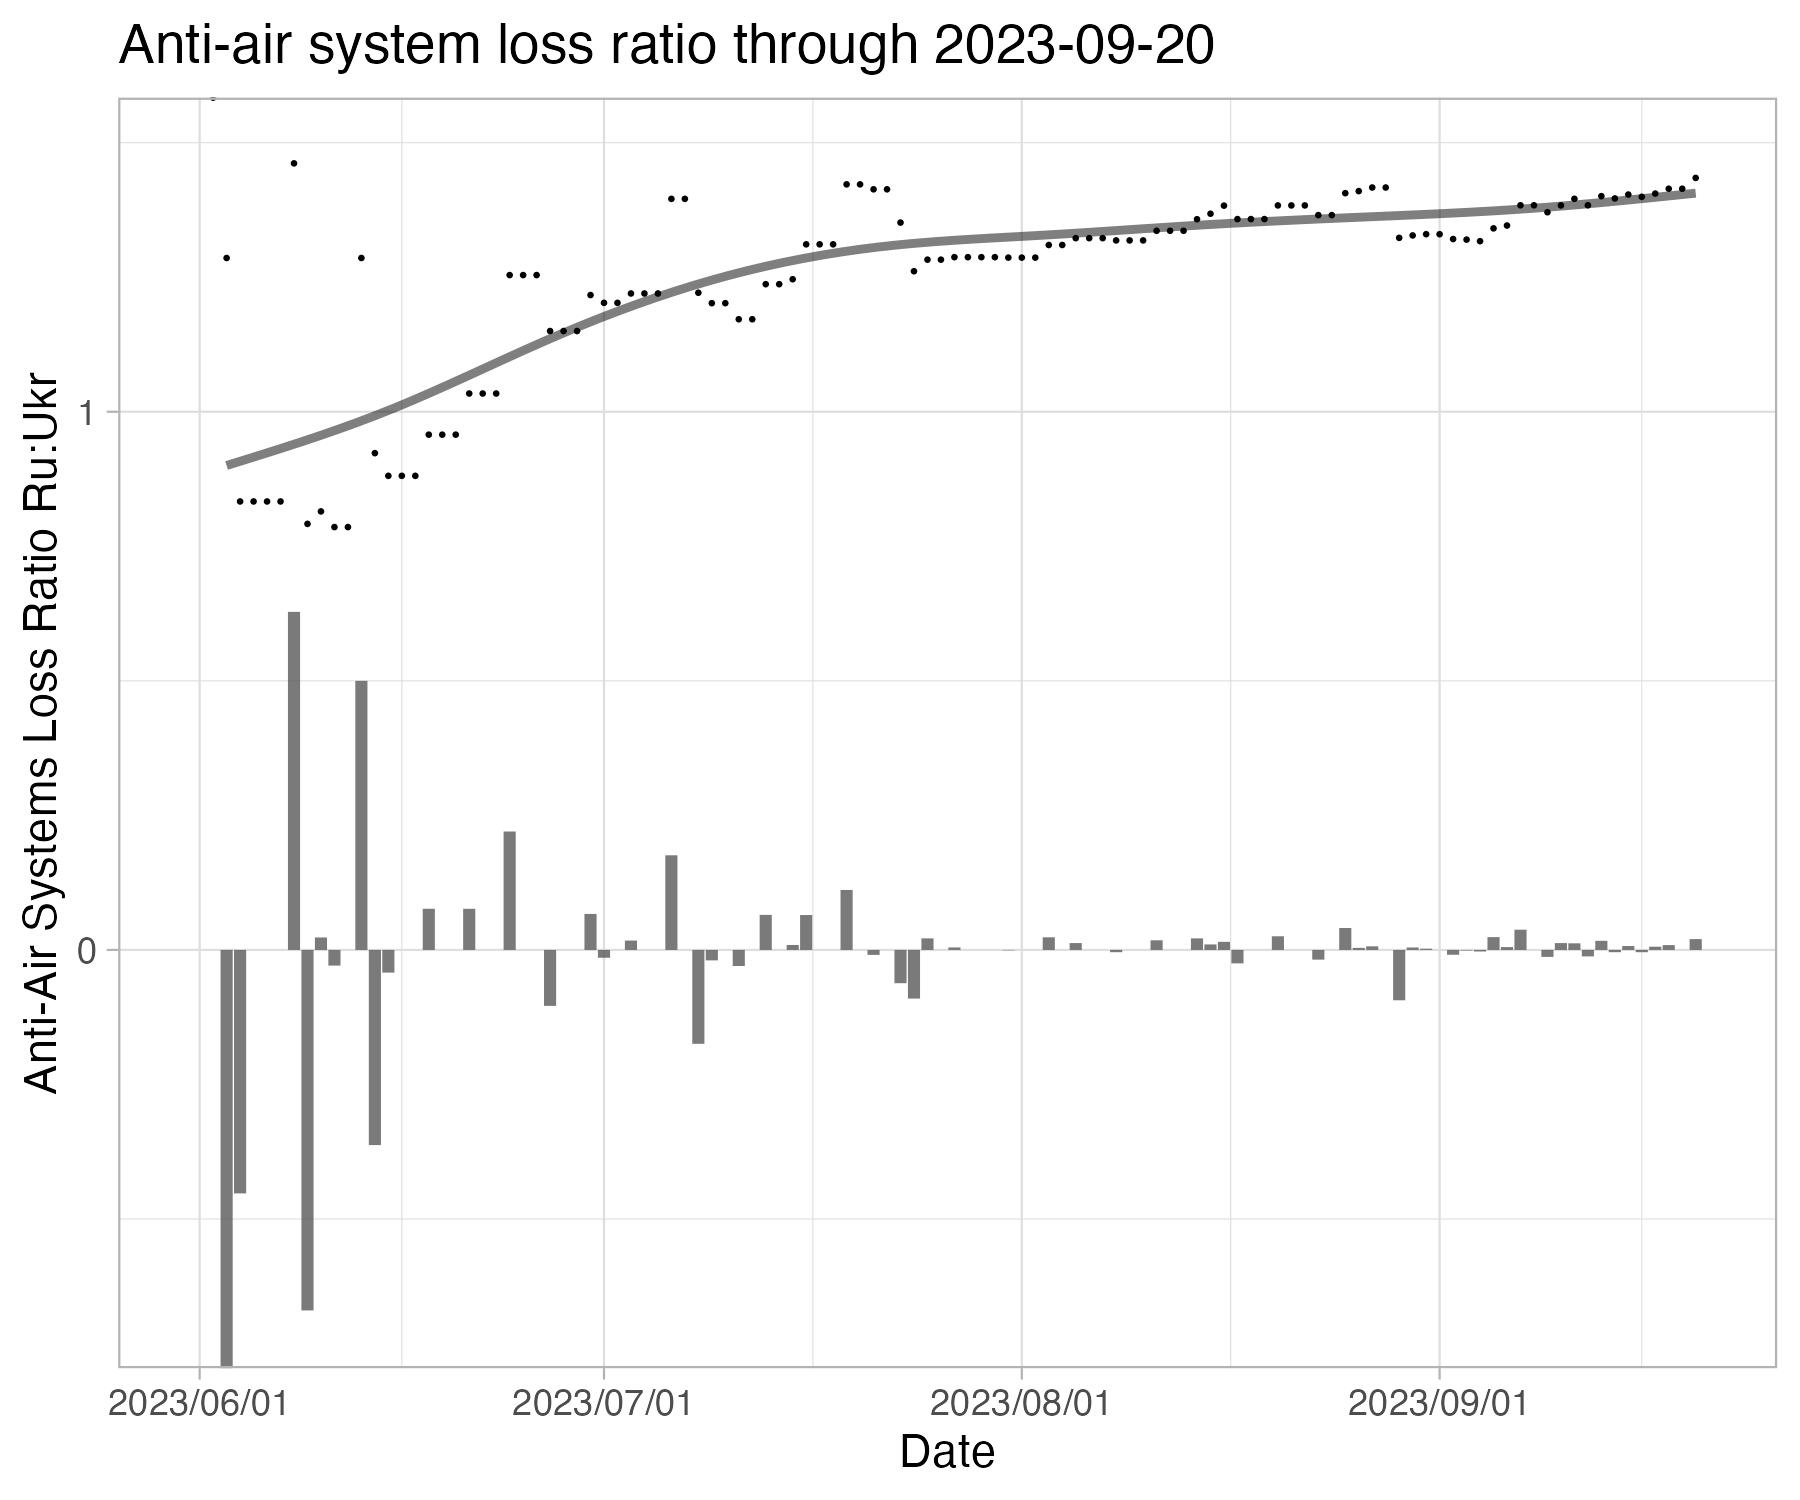 Anti-air system loss ratio through 2023-09-20
Anti-Air Systems Loss Ratio Ru:Ukr
1
0
2023/06/01
2023/07/01
2023/08/01
2023/09/01
Date